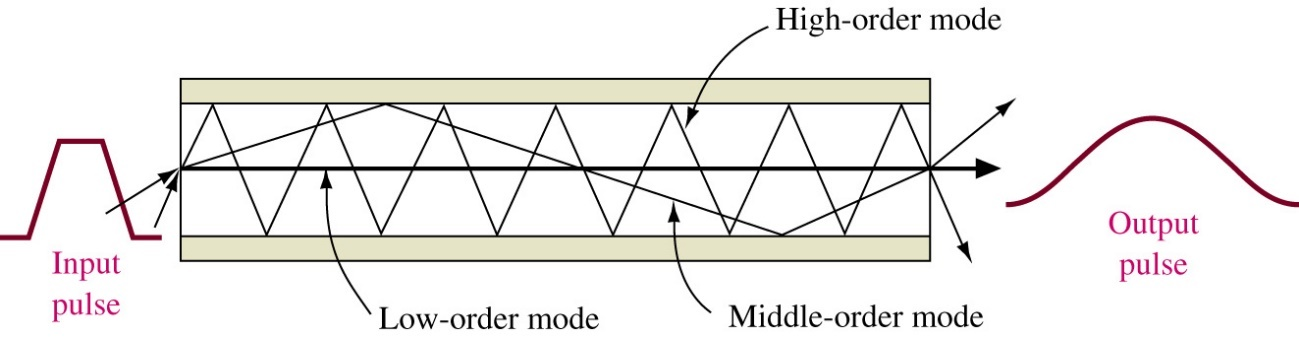 High-order mode
Input
pulse
Low-order mode
Middle-order mode
Output
pulse